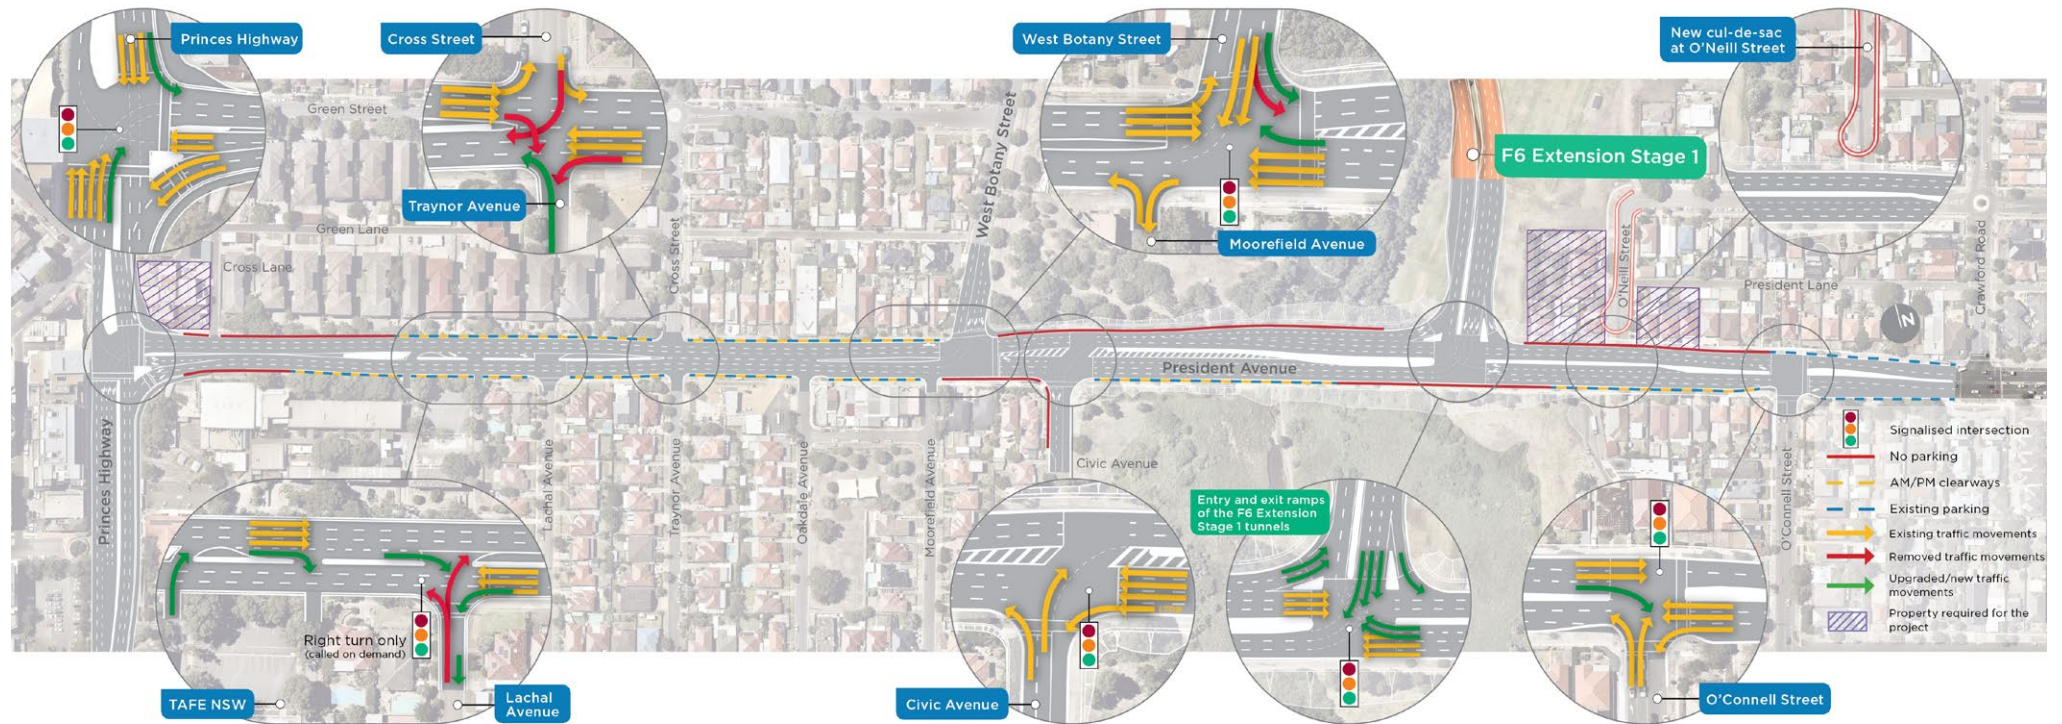 Princes Highway
Cross Street
West Botany Street
New cul-de-sac
at O'Neill Street
Green Street
West Botany Street
F6 Extension Stage 1
Traynor Avenue
Green Lane
Moorefield Avenue
Cross Lane
Cross Street
O'Neill Street
President Lane
Crawford Road
N
President Avenue
Princes Highway
Lachal Avenue
Traynor Avenue
Oakdale Avenue
Moorefield Avenue
Civic Avenue
O'Connell Street
Signalised intersection
No parking
AM/PM clearways
Existing parking
Existing traffic movements
Removed traffic movements
Upgraded/new traffic
movements
Property required for the
project
Entry and exit ramps
of the F6 Extension
Stage 1 tunnels
Right turn only
(called on demand)
TAFE NSW
Lachal
Avenue
Civic Avenue
O'Connell Street